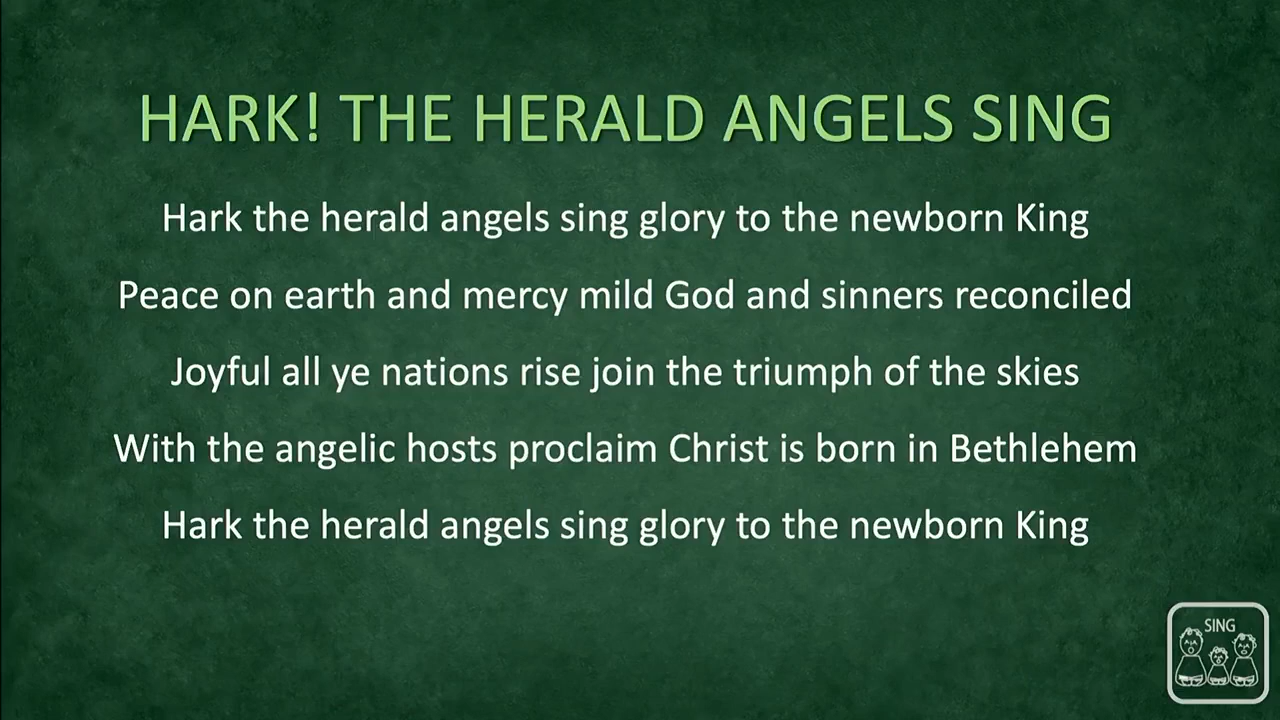 HARK! THE HERALD ANGELS SING
Hark the herald angels sing glory to the newborn King
Peace on earth and mercy mild God and sinners reconciled
Joyful all ye nations rise join the triumph of the skies
With the angelic hosts proclaim Christ is born in Bethlehem
Hark the herald angels sing glory to the newborn King
SING